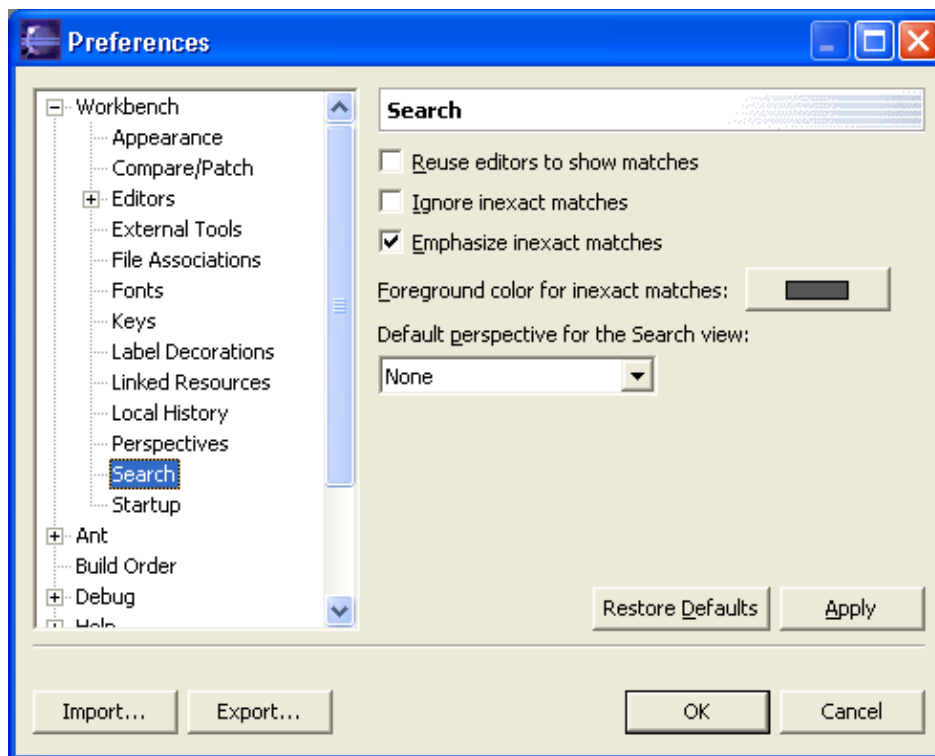 Preferences
Workbench
Appearance
Compare/Patch
Editors
External Tools
File Associations
Fonts
Keys
Label Decorations
Linked Resources
Local History
Perspectives
Search
Startup
Ant
Build Order
Debug
Help
Search
Reuse editors to show matches
Ignore inexact matches
Emphasize inexact matches
Foreground color for inexact matches:
Default perspective for the Search view:
None
Restore Defaults Apply
Import... Export... OK Cancel